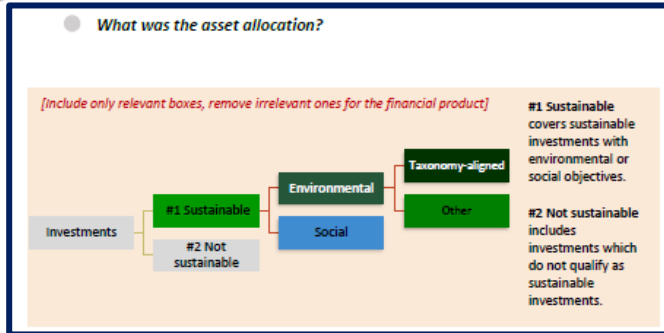 What was the asset allocation?
[Include only relevant boxes, remove irrelevant ones for the financial product]
#1 Sustainable
covers sustainable
investments with
environmental or
social objectives.
#2 Not sustainable
includes
investments which
do not qualify as
sustainable
investments.
Investments
#1 Sustainable
#2 Not
sustainable
Environmental
Social
Taxonomy-aligned
Other